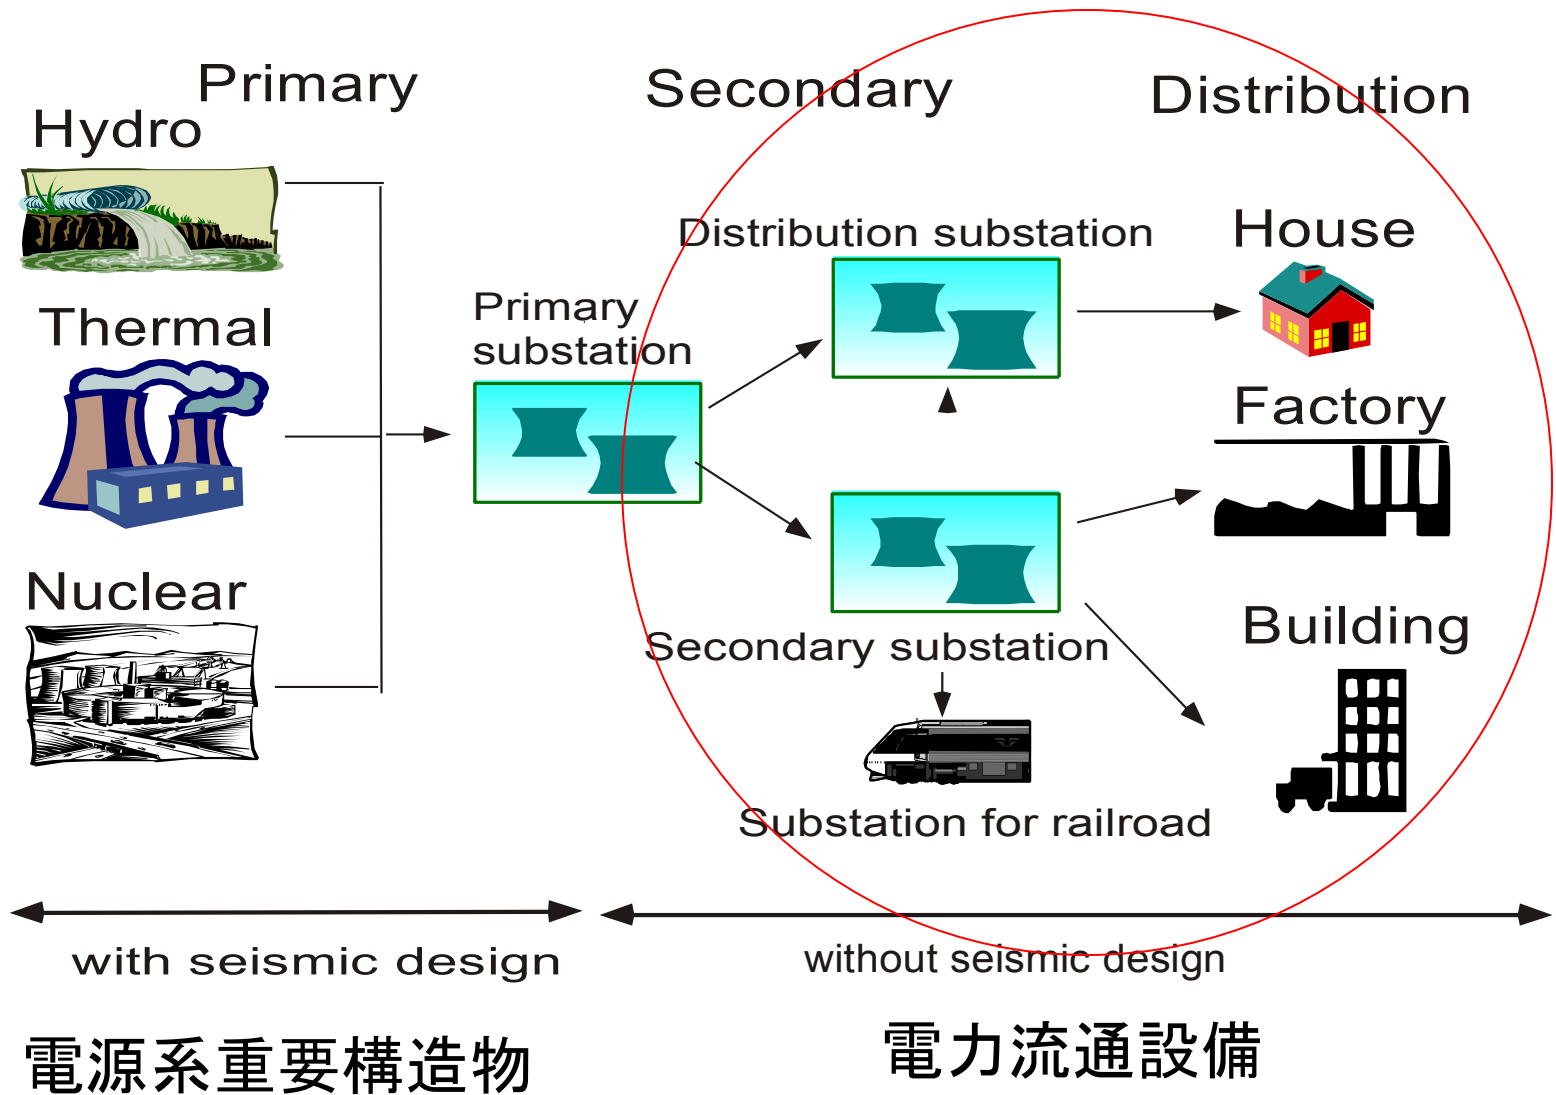 Primary
Secondary
Distribution
Hydro
Thermal
Nuclear
Primary
substation
Distribution substation
House
Factory
Secondary substation
Building
Substation for railroad
with seismic design
without seismic design
電源系重要構造物
電力流通設備